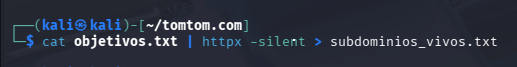 ┌──(kali㉿kali)-[~/tomtom.com]
└─$ cat objetivos.txt | httpx -silent > subdominios_vivos.txt